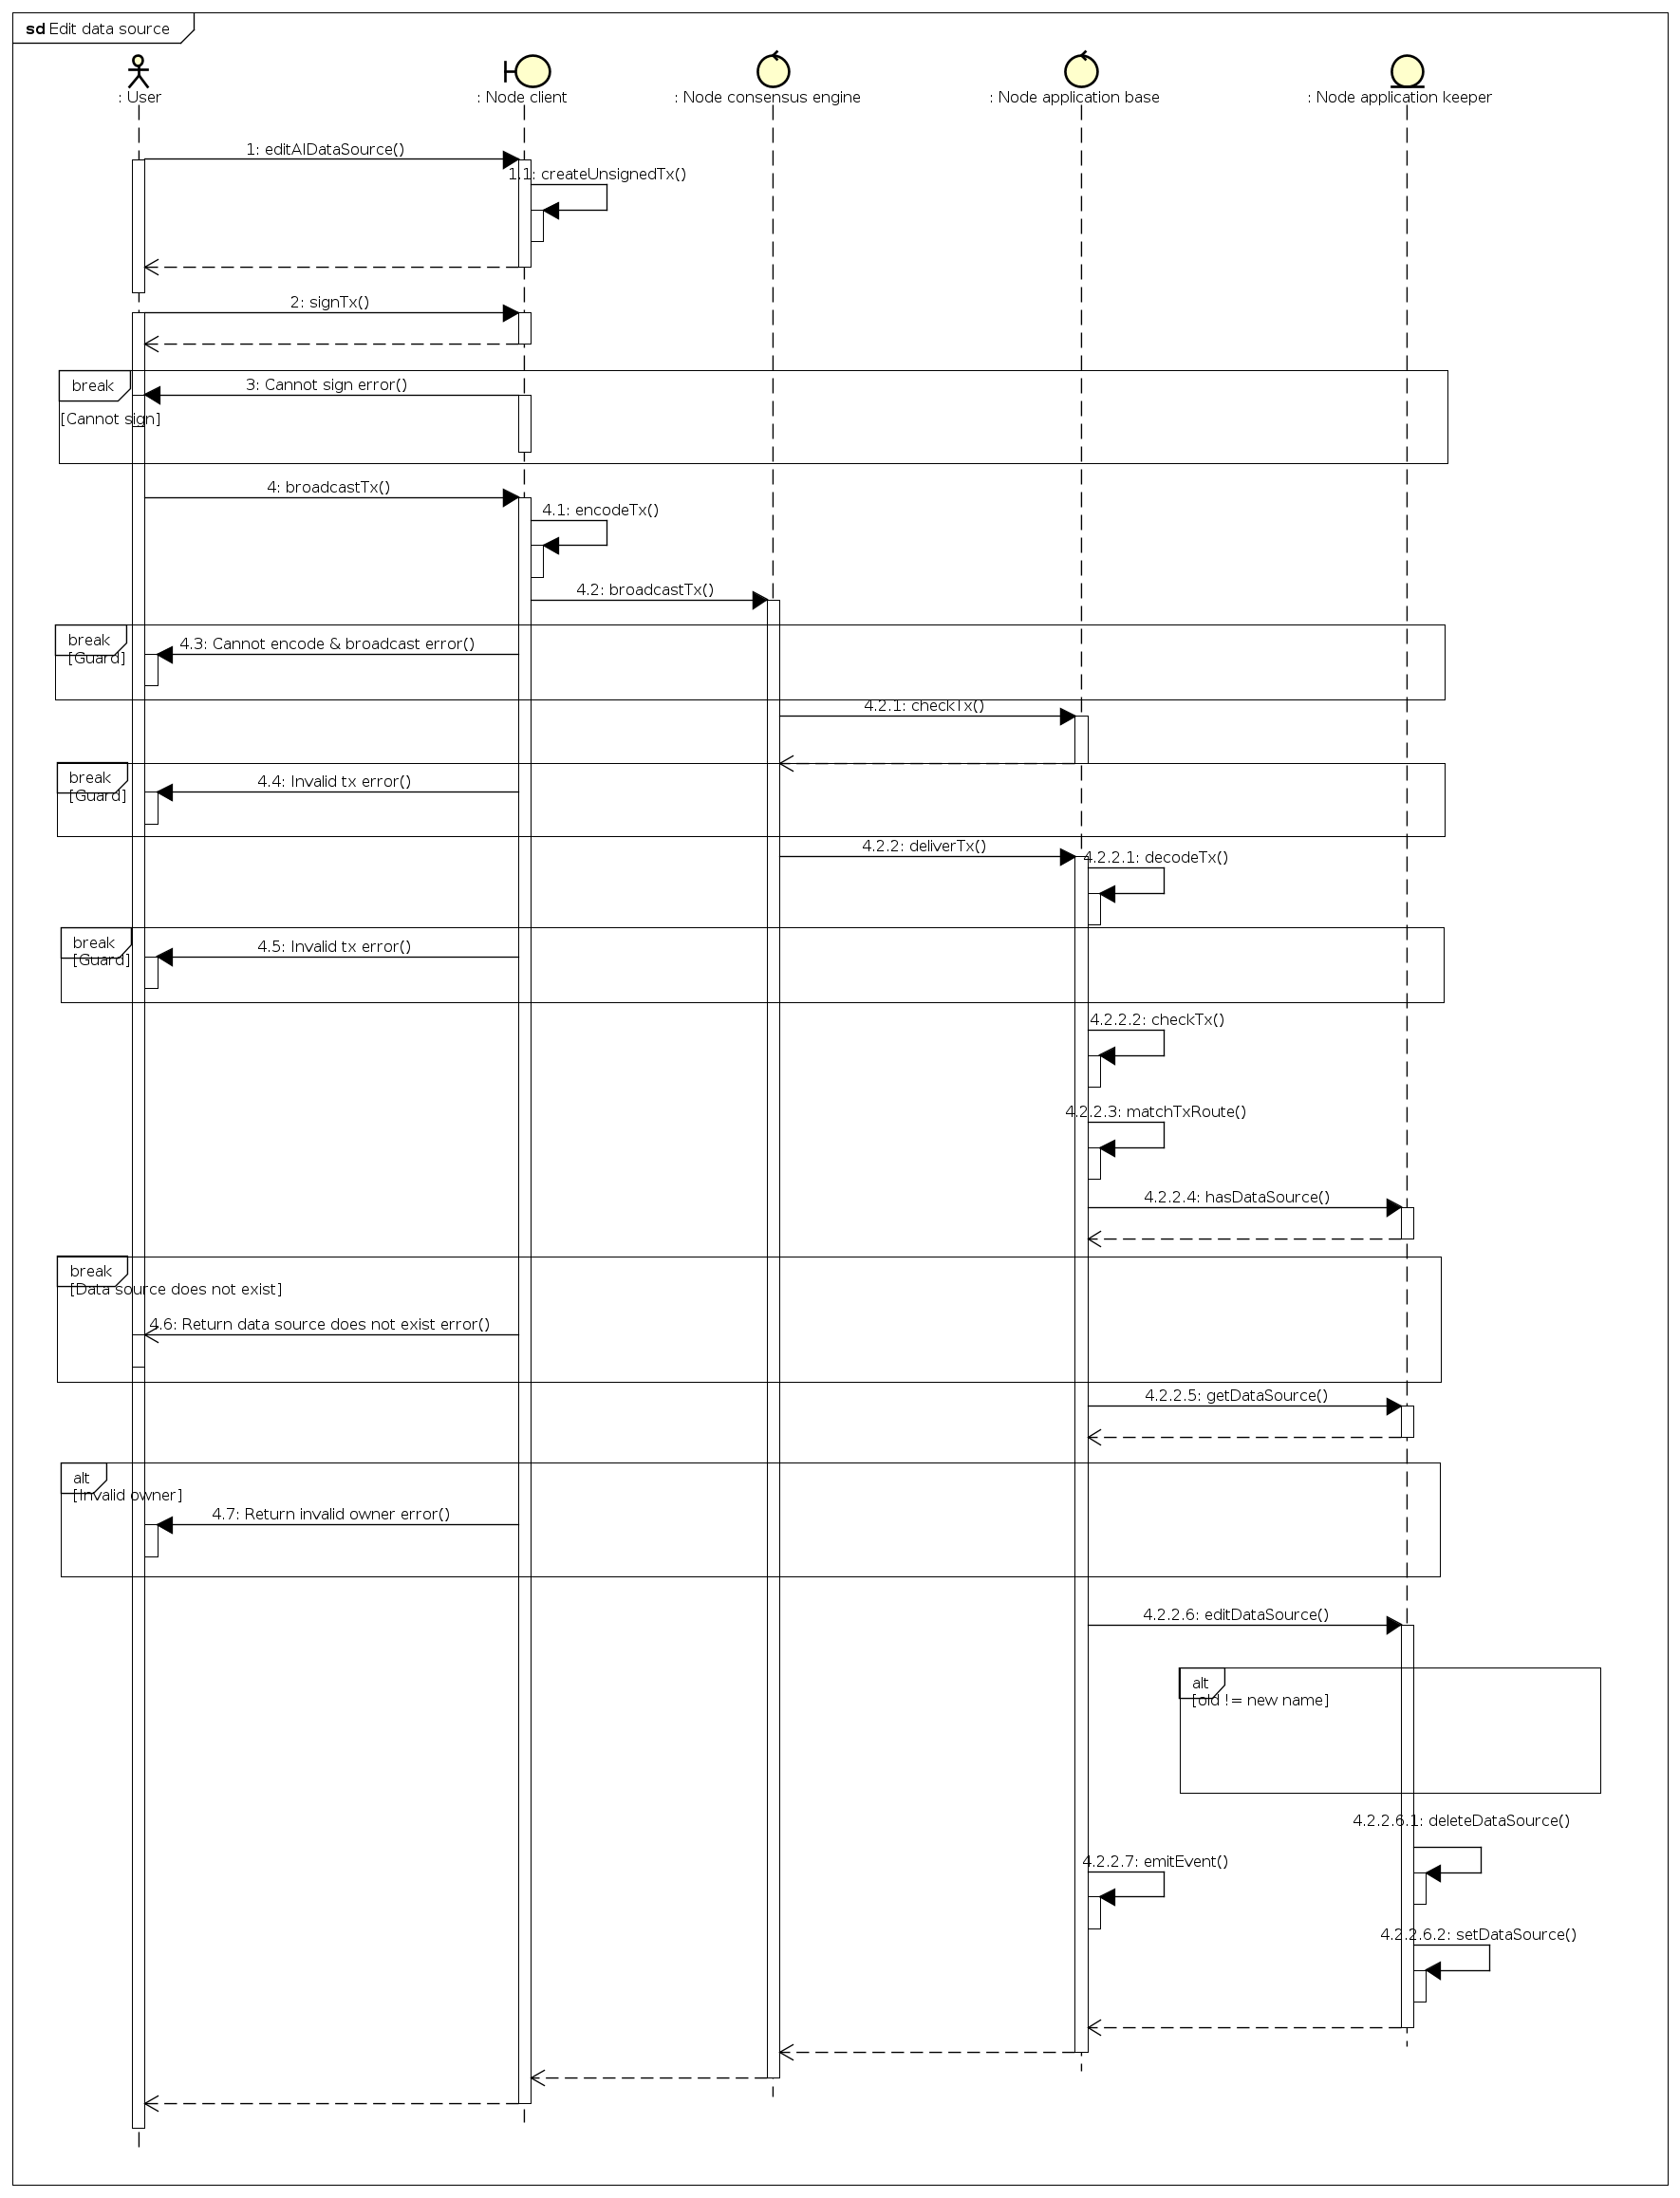 sd Edit data source
: User
: Node client
: Node consensus engine
: Node application base
: Node application keeper
1: editAIDataSource()
1.1: createUnsignedTx()
2: signTx()
break
3: Cannot sign error()
[Cannot sign]
4: broadcastTx()
4.1: encodeTx()
4.2: broadcastTx()
break
4.3: Cannot encode & broadcast error()
[Guard]
4.2.1: checkTx()
break
4.4: Invalid tx error()
[Guard]
4.2.2: deliverTx()
4.2.2.1: decodeTx()
break
4.5: Invalid tx error()
[Guard]
4.2.2.2: checkTx()
4.2.2.3: matchTxRoute()
4.2.2.4: hasDataSource()
break
[Data source does not exist]
4.6: Return data source does not exist error()
4.2.2.5: getDataSource()
alt
[Invalid owner]
4.7: Return invalid owner error()
4.2.2.6: editDataSource()
alt
[old != new name]
4.2.2.6.1: deleteDataSource()
4.2.2.7: emitEvent()
4.2.2.6.2: setDataSource()